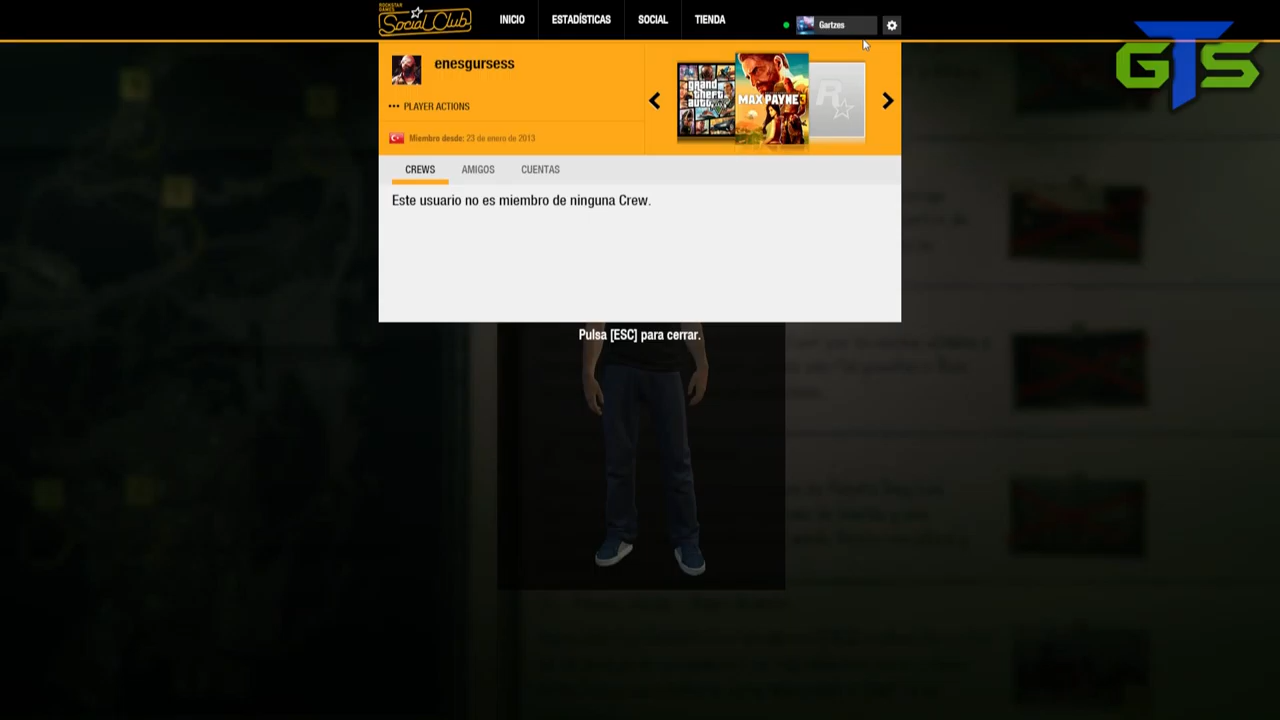 ROCKSTAR GAMES
Social Club
INICIO
ESTADÍSTICAS
SOCIAL
TIENDA
Gartzes
GTS
enesgursess
••• PLAYER ACTIONS
Miembro desde: 23 de enero de 2013
grand theft auto V
MAX PAYNE 3
R
CREWS
AMIGOS
CUENTAS
Este usuario no es miembro de ninguna Crew.
Pulsa [ESC] para cerrar.